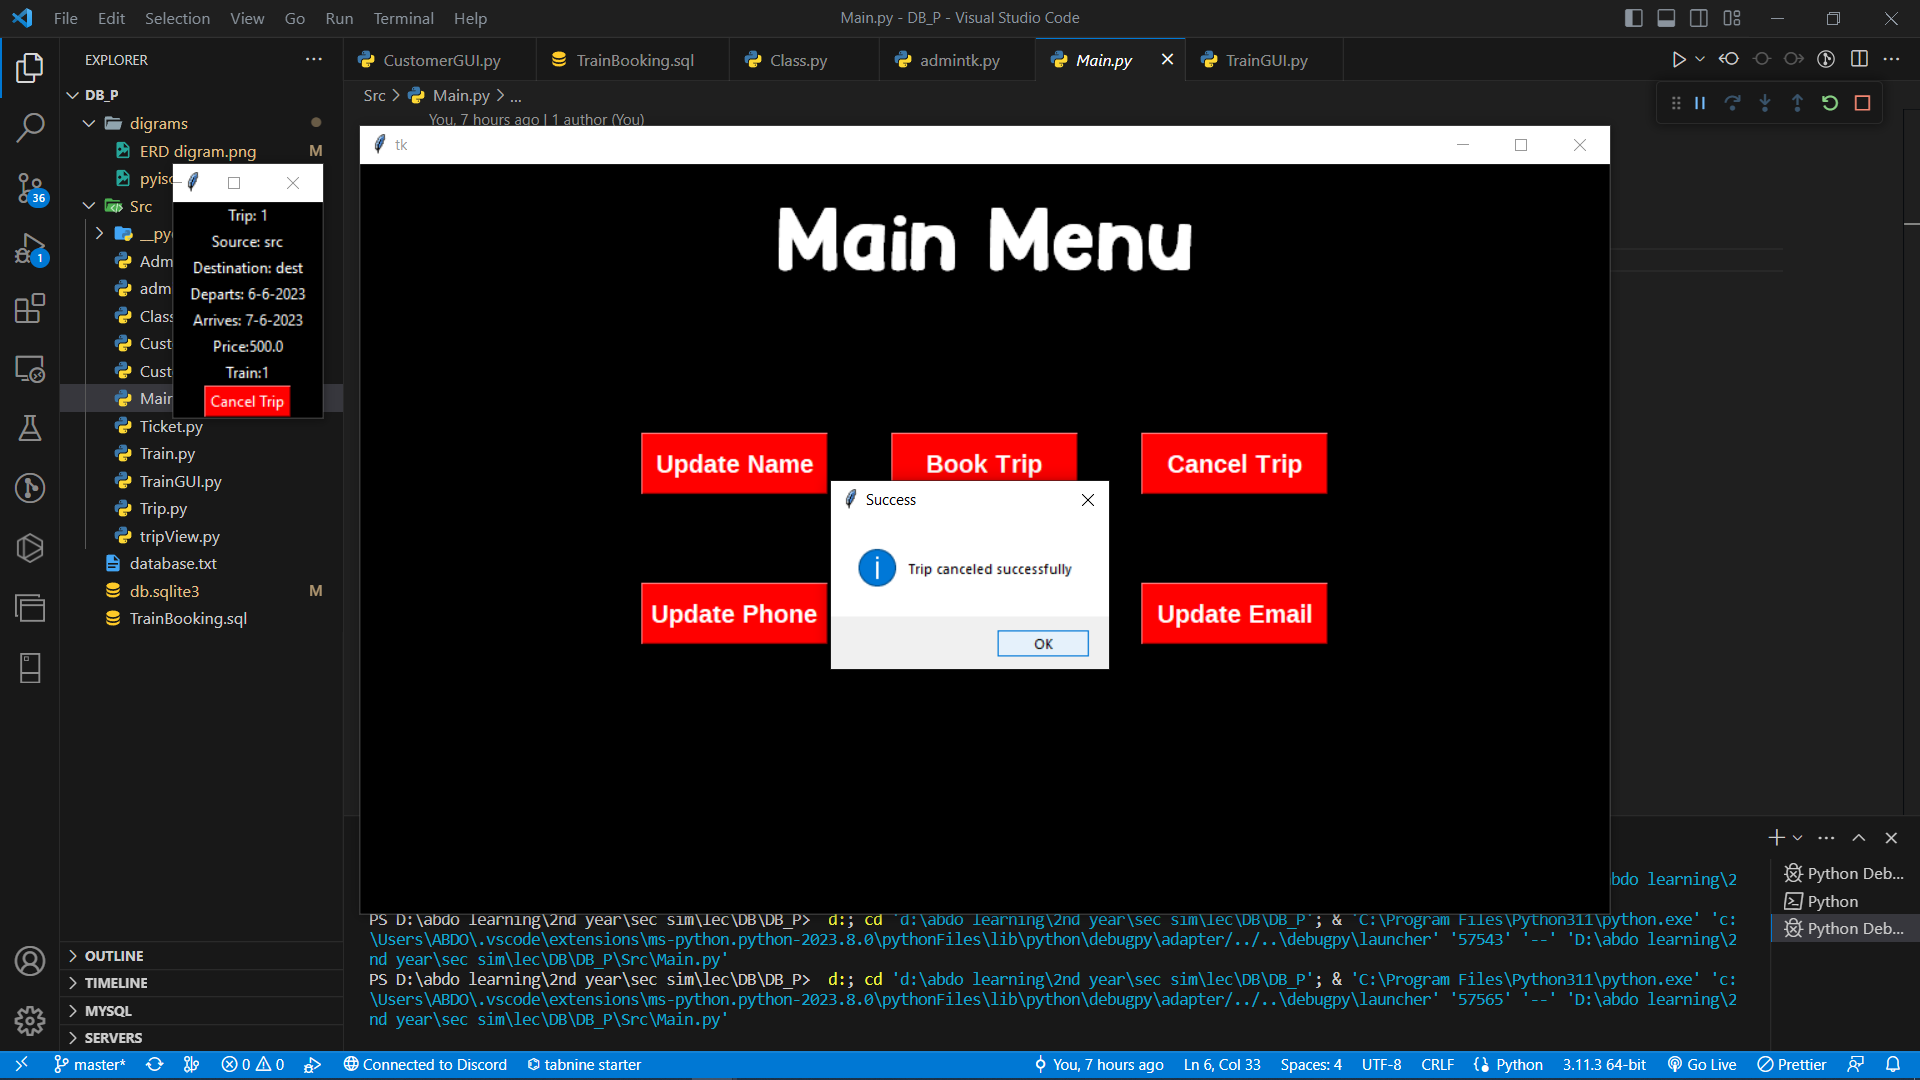 File Edit Selection View Go Run Terminal Help
Main.py - DB_P - Visual Studio Code
EXPLORER
DB_P
digrams
ERD digram.png M
Src
Ticket.py
Train.py
TrainGUI.py
Trip.py
tripView.py
database.txt
db.sqlite3 M
TrainBooking.sql
OUTLINE
TIMELINE
MYSQL
SERVERS
36
1
CustomerGUI.py TrainBooking.sql Class.py admintk.py Main.py TrainGUI.py
Src > Main.py > ...
You, 7 hours ago | 1 author (You)
Trip: 1
Source: src
Destination: dest
Departs: 6-6-2023
Arrives: 7-6-2023
Price:500.0
Train:1
Cancel Trip
tk
Main Menu
Update Name Book Trip Cancel Trip
Update Phone Update Email
Success
Trip canceled successfully
OK
bdo learning\2
PS D:\abdo learning\2nd year\sec sim\lec\DB\DB_P> d:; cd 'd:\abdo learning\2nd year\sec sim\lec\DB\DB_P'; & 'C:\Program Files\Python311\python.exe' 'c:
\Users\ABDO\.vscode\extensions\ms-python.python-2023.8.0\pythonFiles\lib\python\debugpy\adapter/../..\debugpy\launcher' '57543' '--' 'D:\abdo learning\2
nd year\sec sim\lec\DB\DB_P\Src\Main.py'
PS D:\abdo learning\2nd year\sec sim\lec\DB\DB_P> d:; cd 'd:\abdo learning\2nd year\sec sim\lec\DB\DB_P'; & 'C:\Program Files\Python311\python.exe' 'c:
\Users\ABDO\.vscode\extensions\ms-python.python-2023.8.0\pythonFiles\lib\python\debugpy\adapter/../..\debugpy\launcher' '57565' '--' 'D:\abdo learning\2
nd year\sec sim\lec\DB\DB_P\Src\Main.py'
Python Deb...
Python
Python Deb...
master* 0 0 Connected to Discord tabnine starter You, 7 hours ago Ln 6, Col 33 Spaces: 4 UTF-8 CRLF Python 3.11.3 64-bit Go Live Prettier